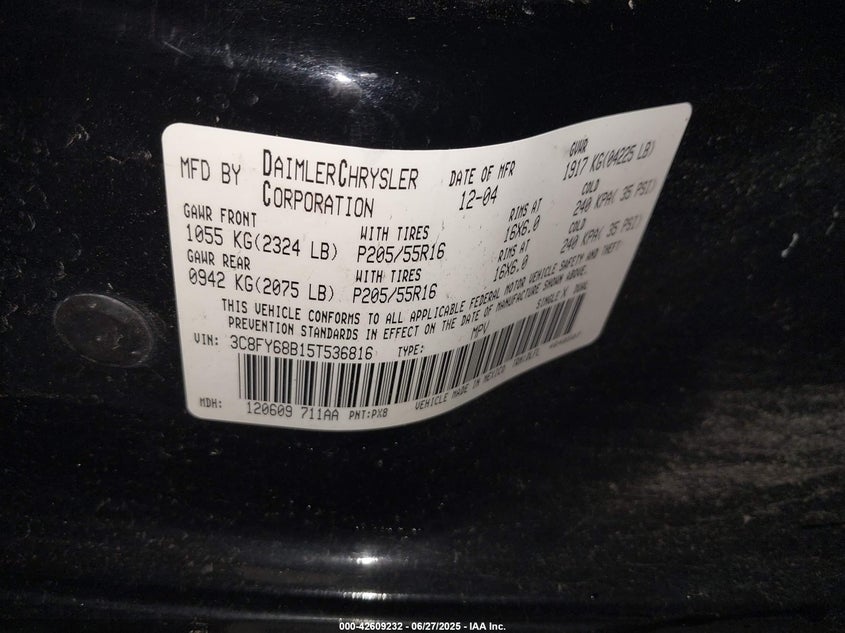 MFD BY DAIMLERCHRYSLER CORPORATION
DATE OF MFR 12-04
GVWR 1917 KG(04225 LB)
GAWR FRONT 1055 KG(2324 LB) WITH TIRES P205/55R16 RIMS AT 16X6.0 COLD 240 KPA( 35 PSI)
GAWR REAR 0942 KG(2075 LB) WITH TIRES P205/55R16 RIMS AT 16X6.0 COLD 240 KPA( 35 PSI)
THIS VEHICLE CONFORMS TO ALL APPLICABLE FEDERAL MOTOR VEHICLE SAFETY AND THEFT
PREVENTION STANDARDS IN EFFECT ON THE DATE OF MANUFACTURE SHOWN ABOVE.
VIN: 3C8FY68B15T536816 TYPE: MPV SINGLE X DUAL
MDH: 120609 711AA PNT:PX8 VEHICLE MADE IN MEXICO
000-42609232 - 06/27/2025 - IAA Inc.